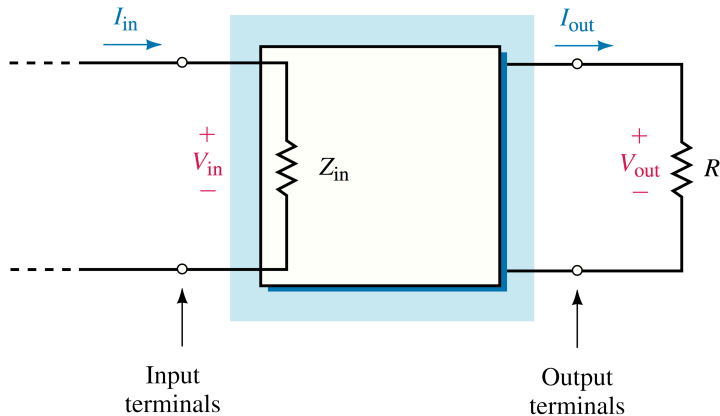 I_in
I_out
+
V_in
−
Z_in
+
V_out
−
R
Input
terminals
Output
terminals